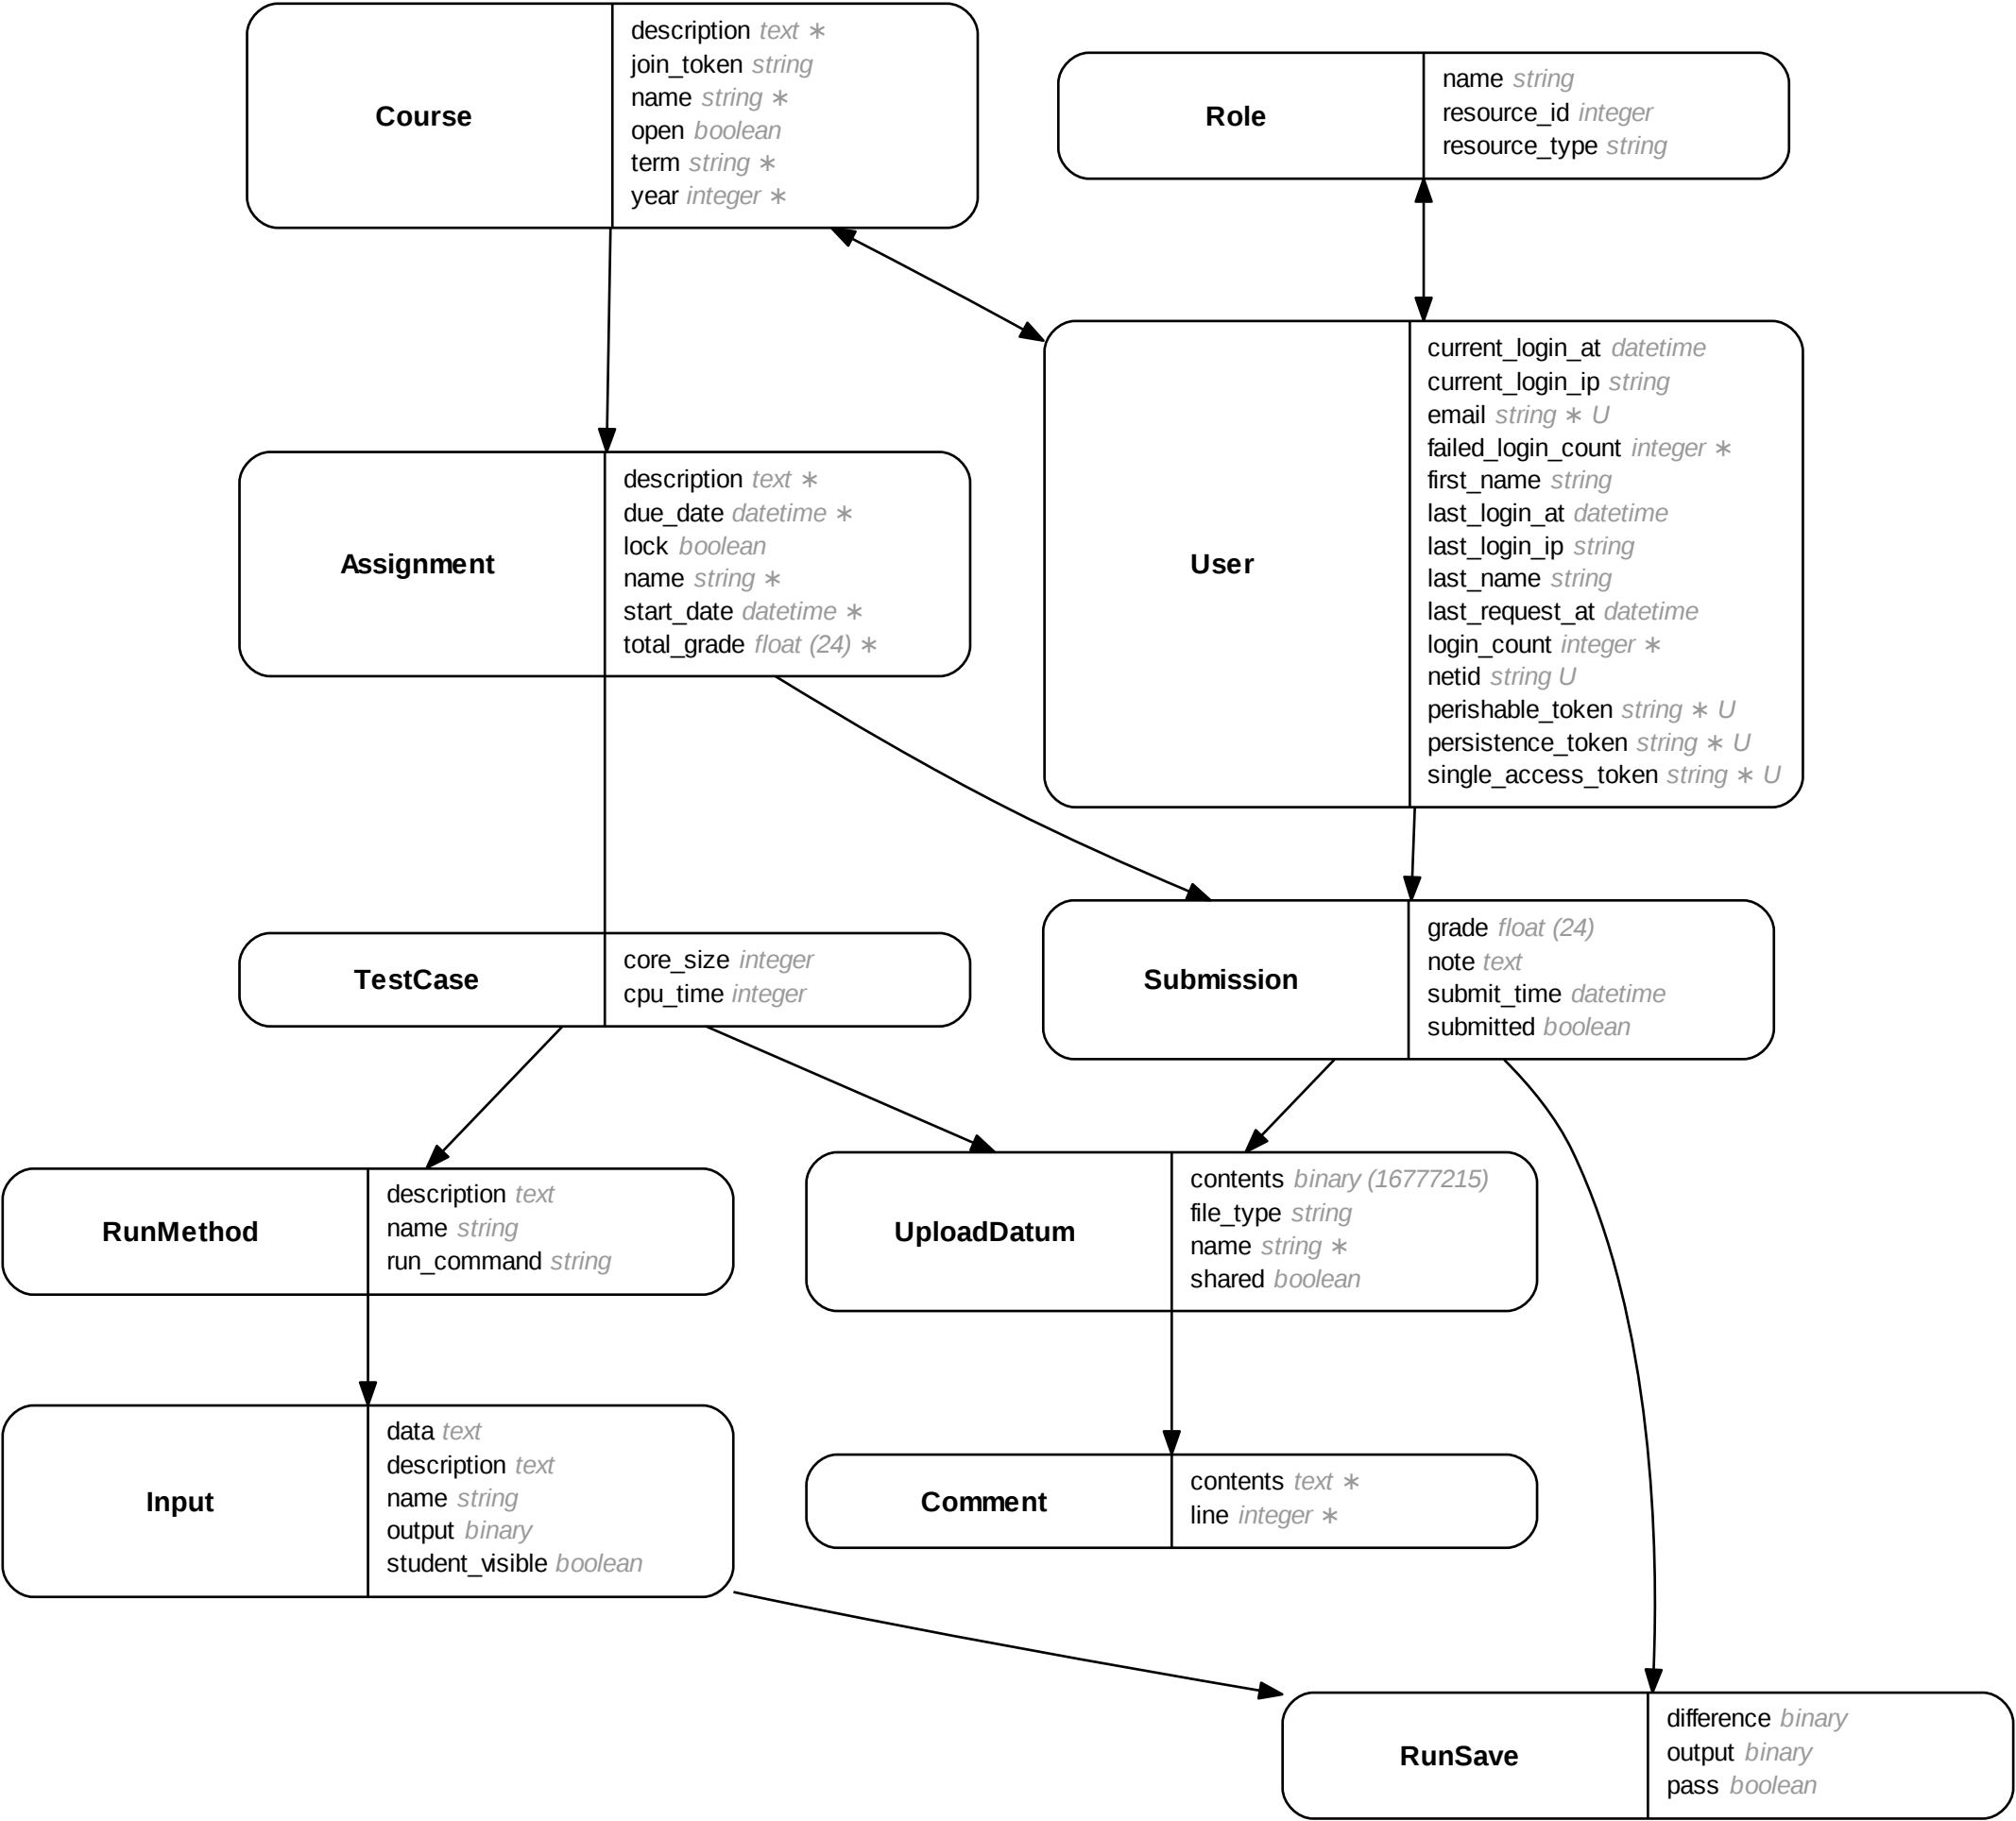 Course
description text ∗
join_token string
name string ∗
open boolean
term string ∗
year integer ∗
Role
name string
resource_id integer
resource_type string
User
current_login_at datetime
current_login_ip string
email string ∗ U
failed_login_count integer ∗
first_name string
last_login_at datetime
last_login_ip string
last_name string
last_request_at datetime
login_count integer ∗
netid string U
perishable_token string ∗ U
persistence_token string ∗ U
single_access_token string ∗ U
Assignment
description text ∗
due_date datetime ∗
lock boolean
name string ∗
start_date datetime ∗
total_grade float (24) ∗
TestCase
core_size integer
cpu_time integer
Submission
grade float (24)
note text
submit_time datetime
submitted boolean
RunMethod
description text
name string
run_command string
UploadDatum
contents binary (16777215)
file_type string
name string ∗
shared boolean
Input
data text
description text
name string
output binary
student_visible boolean
Comment
contents text ∗
line integer ∗
RunSave
difference binary
output binary
pass boolean